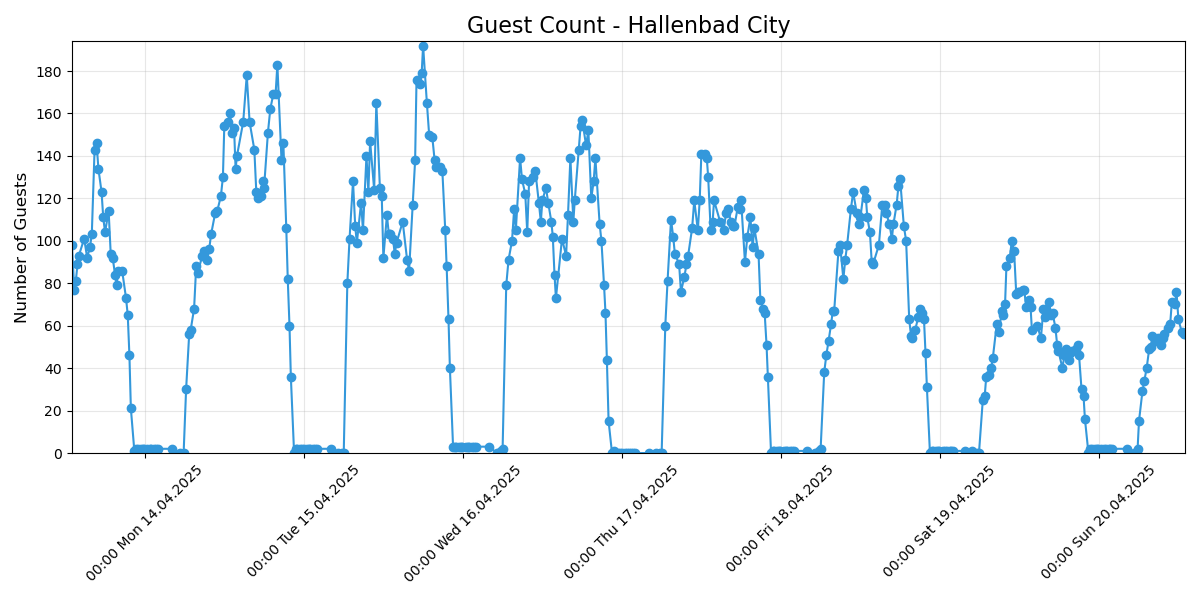 Guest Count - Hallenbad City
Number of Guests
180
160
140
120
100
80
60
40
20
0
00:00 Mon 14.04.2025
00:00 Tue 15.04.2025
00:00 Wed 16.04.2025
00:00 Thu 17.04.2025
00:00 Fri 18.04.2025
00:00 Sat 19.04.2025
00:00 Sun 20.04.2025